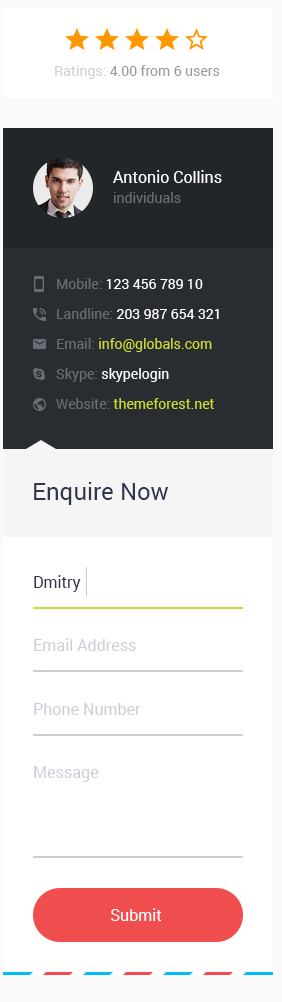 Ratings: 4.00 from 6 users
Antonio Collins
individuals
Mobile: 123 456 789 10
Landline: 203 987 654 321
Email: info@globals.com
Skype: skypelogin
Website: themeforest.net
Enquire Now
Dmitry
Email Address
Phone Number
Message
Submit